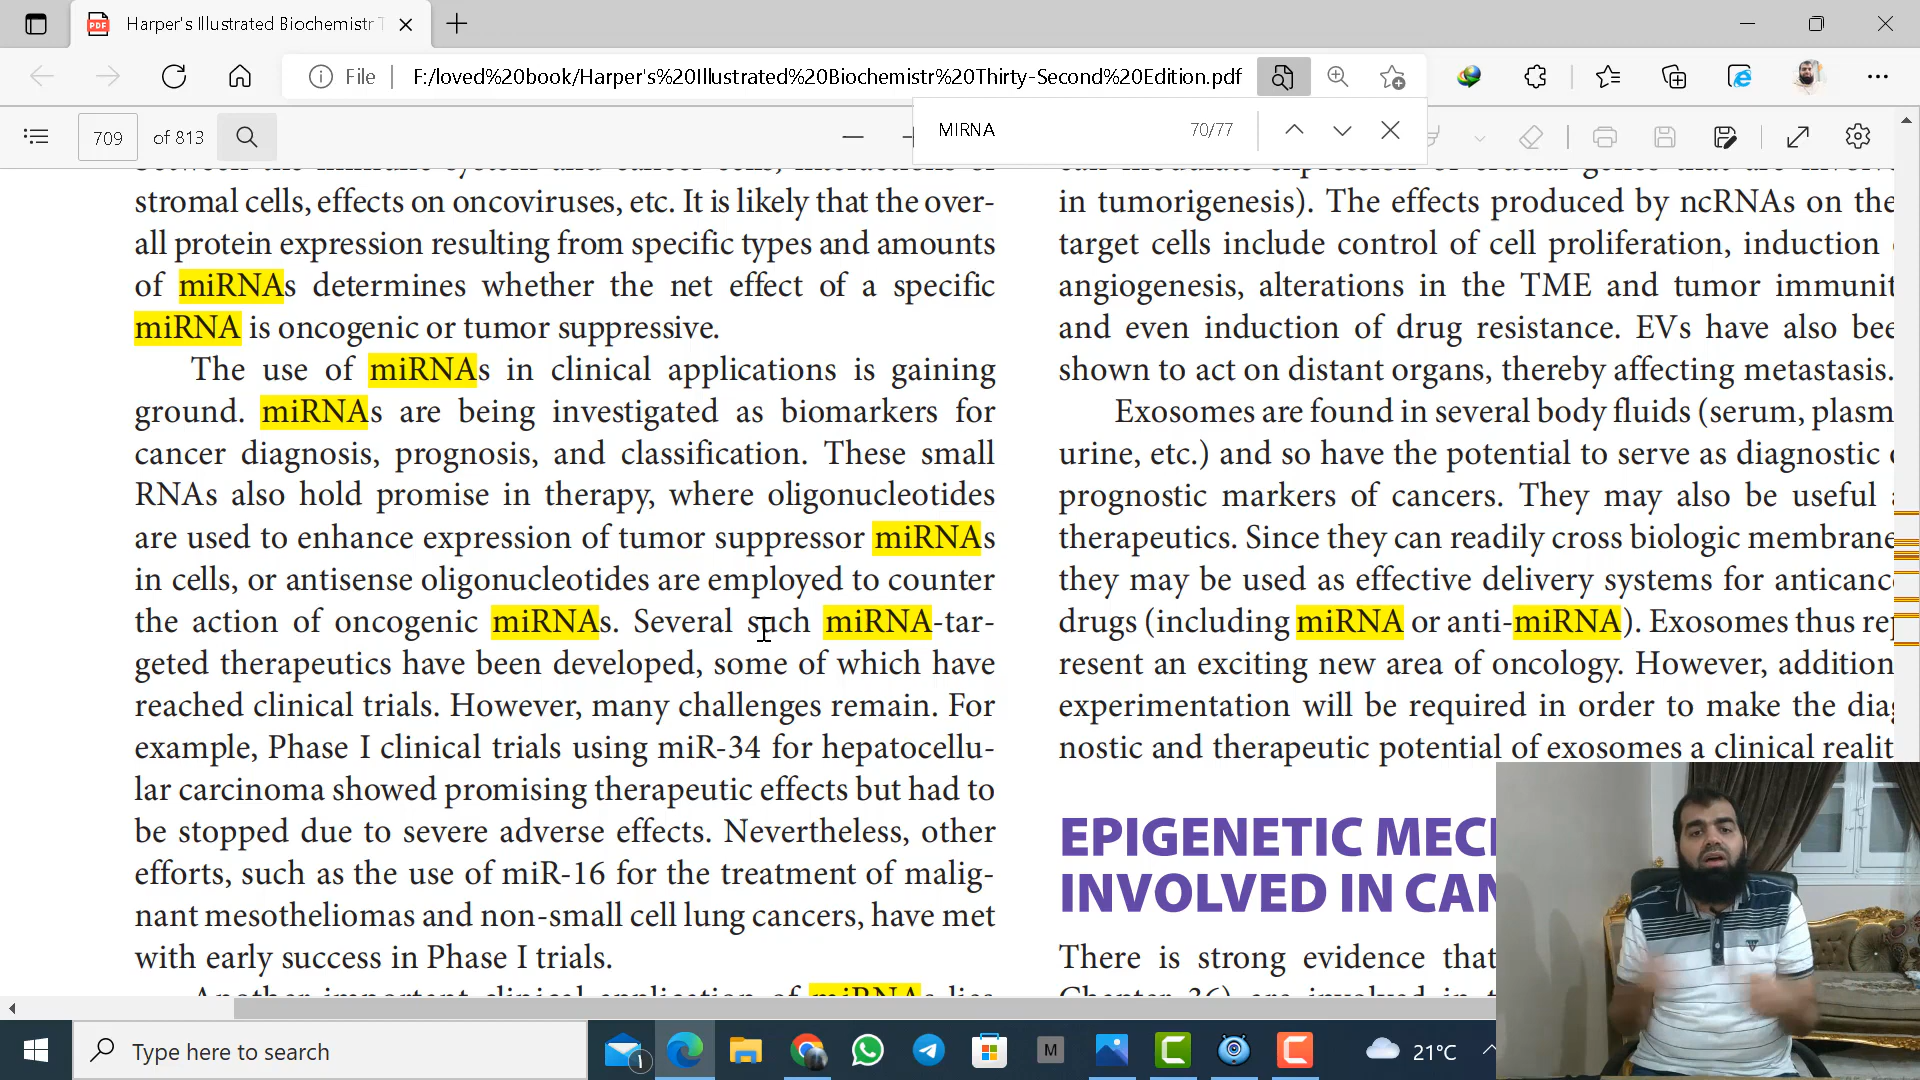 Harper's Illustrated Biochemistr
File
F:/loved%20book/Harper's%20Illustrated%20Biochemistr%20Thirty-Second%20Edition.pdf
MIRNA
70/77
709
of 813
stromal cells, effects on oncoviruses, etc. It is likely that the over-
all protein expression resulting from specific types and amounts
of miRNAs determines whether the net effect of a specific
miRNA is oncogenic or tumor suppressive.
The use of miRNAs in clinical applications is gaining
ground. miRNAs are being investigated as biomarkers for
cancer diagnosis, prognosis, and classification. These small
RNAs also hold promise in therapy, where oligonucleotides
are used to enhance expression of tumor suppressor miRNAs
in cells, or antisense oligonucleotides are employed to counter
the action of oncogenic miRNAs. Several such miRNA-tar-
geted therapeutics have been developed, some of which have
reached clinical trials. However, many challenges remain. For
example, Phase I clinical trials using miR-34 for hepatocellu-
lar carcinoma showed promising therapeutic effects but had to
be stopped due to severe adverse effects. Nevertheless, other
efforts, such as the use of miR-16 for the treatment of malig-
nant mesotheliomas and non-small cell lung cancers, have met
with early success in Phase I trials.
Another important clinical application of miRNAs lies
in tumorigenesis). The effects produced by ncRNAs on the
target cells include control of cell proliferation, induction
angiogenesis, alterations in the TME and tumor immunit
and even induction of drug resistance. EVs have also bee
shown to act on distant organs, thereby affecting metastasis.
Exosomes are found in several body fluids (serum, plasm
urine, etc.) and so have the potential to serve as diagnostic
prognostic markers of cancers. They may also be useful
therapeutics. Since they can readily cross biologic membrane
they may be used as effective delivery systems for anticanc
drugs (including miRNA or anti-miRNA). Exosomes thus rep
resent an exciting new area of oncology. However, addition
experimentation will be required in order to make the diag
nostic and therapeutic potential of exosomes a clinical realit
EPIGENETIC MEC
INVOLVED IN CAN
There is strong evidence that
Chapter 36) are involved in t
Type here to search
1
M
21°C